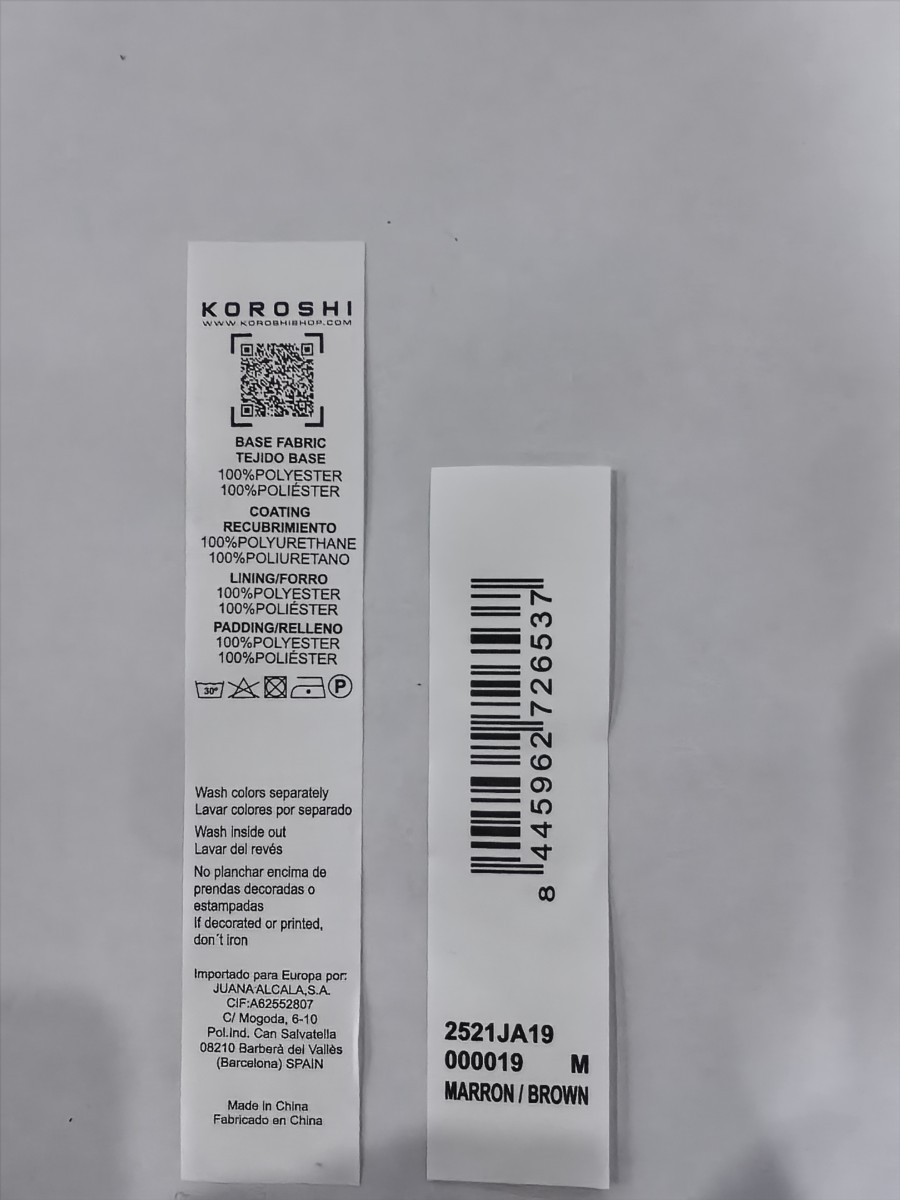 KOROSHI
WWW.KOROSHISHOP.COM
BASE FABRIC
TEJIDO BASE
100%POLYESTER
100%POLIÉSTER
COATING
RECUBRIMIENTO
100%POLYURETHANE
100%POLIURETANO
LINING/FORRO
100%POLYESTER
100%POLIÉSTER
PADDING/RELLENO
100%POLYESTER
100%POLIÉSTER
30° P
Wash colors separately
Lavar colores por separado
Wash inside out
Lavar del revés
No planchar encima de
prendas decoradas o
estampadas
If decorated or printed,
don´t iron
Importado para Europa por:
JUANA ALCALA,S.A.
CIF:A62552807
C/ Mogoda, 6-10
Pol.Ind. Can Salvatella
08210 Barberà del Vallès
(Barcelona) SPAIN
Made in China
Fabricado en China
8 445962 726537
2521JA19
000019 M
MARRON / BROWN